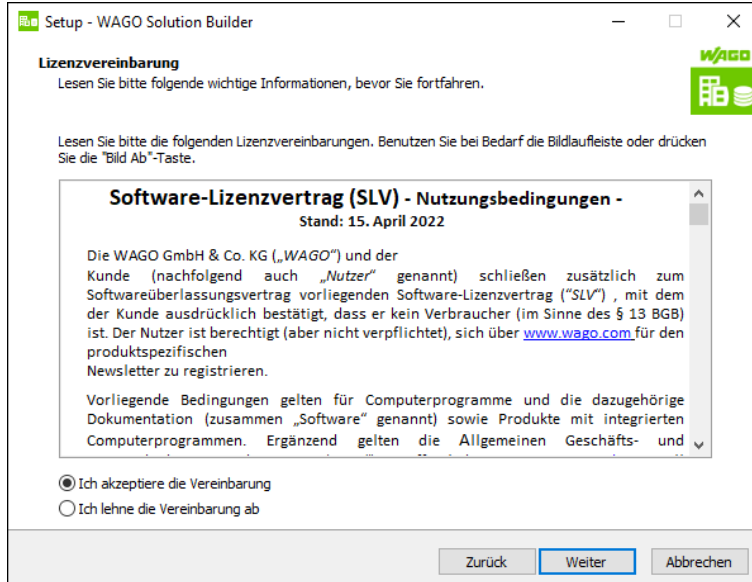 Setup - WAGO Solution Builder
Lizenzvereinbarung
Lesen Sie bitte folgende wichtige Informationen, bevor Sie fortfahren.
WAGO
Lesen Sie bitte die folgenden Lizenzvereinbarungen. Benutzen Sie bei Bedarf die Bildlaufleiste oder drücken
Sie die "Bild Ab"-Taste.
Software-Lizenzvertrag (SLV) - Nutzungsbedingungen -
Stand: 15. April 2022
Die WAGO GmbH & Co. KG („WAGO“) und der
Kunde (nachfolgend auch „Nutzer“ genannt) schließen zusätzlich zum
Softwareüberlassungsvertrag vorliegenden Software-Lizenzvertrag (“SLV“) , mit dem
der Kunde ausdrücklich bestätigt, dass er kein Verbraucher (im Sinne des § 13 BGB)
ist. Der Nutzer ist berechtigt (aber nicht verpflichtet), sich über www.wago.com für den
produktspezifischen
Newsletter zu registrieren.
Vorliegende Bedingungen gelten für Computerprogramme und die dazugehörige
Dokumentation (zusammen „Software“ genannt) sowie Produkte mit integrierten
Computerprogrammen. Ergänzend gelten die Allgemeinen Geschäfts- und
Ich akzeptiere die Vereinbarung
Ich lehne die Vereinbarung ab
Zurück
Weiter
Abbrechen